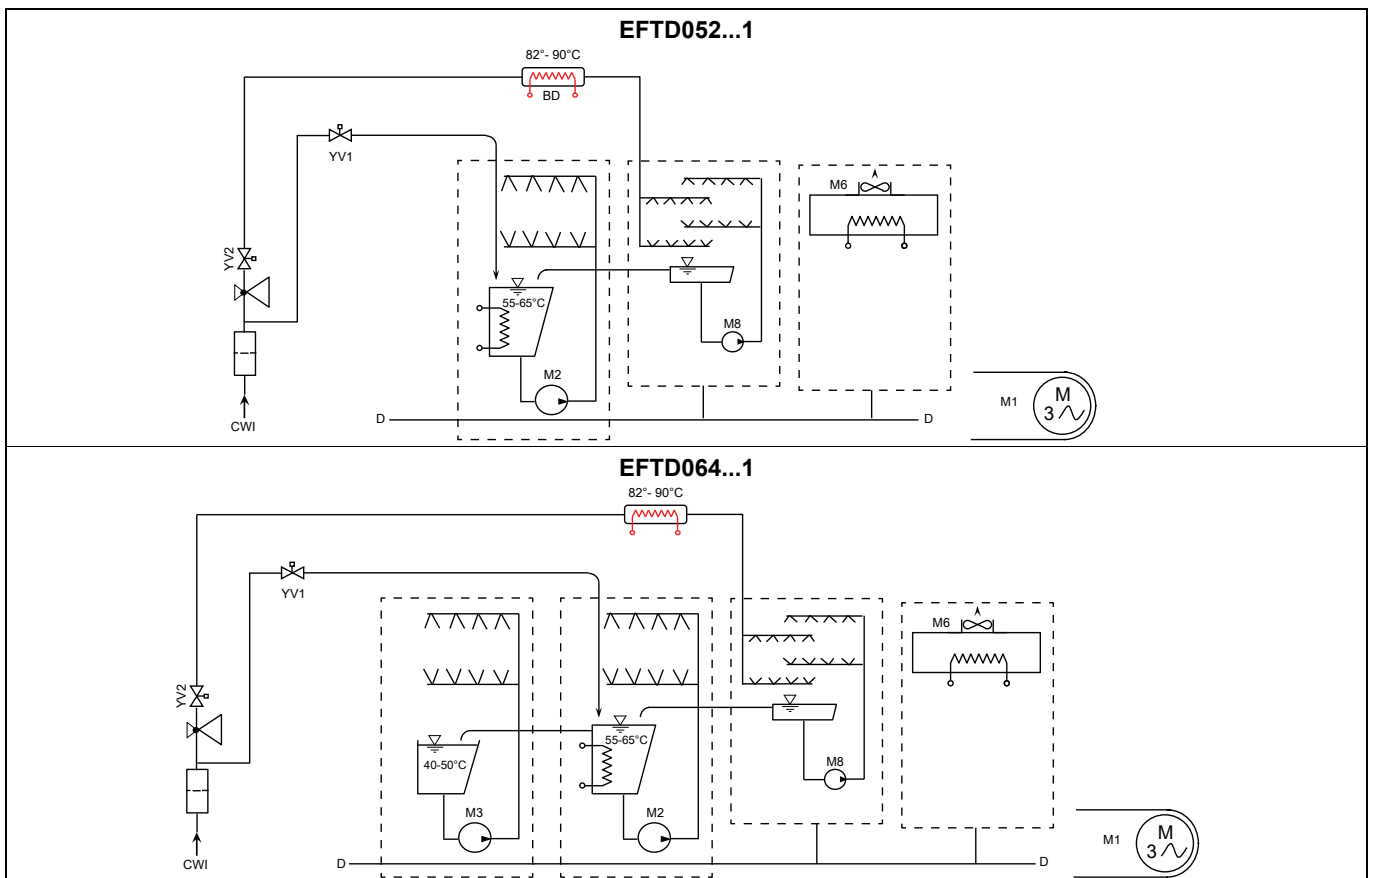 EFTD052...1
82°- 90°C
BD
YV1
M6
YV2
55-65°C
M8
M2
M1
M
3
D
D
CWI
EFTD064...1
82°- 90°C
YV1
M6
YV2
55-65°C
40-50°C
M8
M3
M2
M1
M
3
D
D
CWI